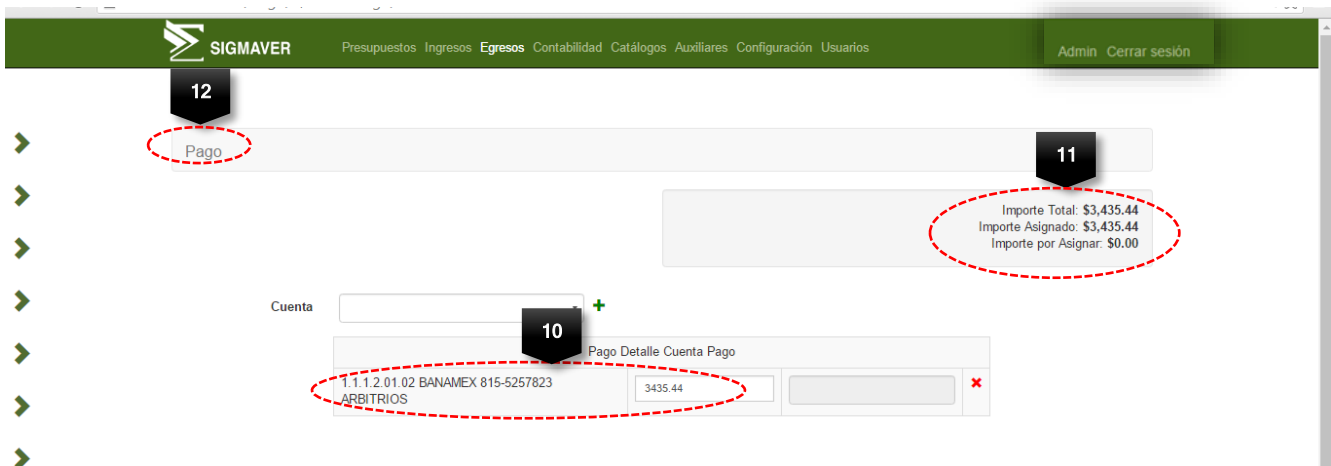 SIGMAVER Presupuestos Ingresos Egresos Contabilidad Catálogos Auxiliares Configuración Usuarios Admin Cerrar sesión
12
Pago
11
Importe Total: $3,435.44
Importe Asignado: $3,435.44
Importe por Asignar: $0.00
Cuenta
10
Pago Detalle Cuenta Pago
1.1.1.2.01.02 BANAMEX 815-5257823 3435.44
ARBITRIOS